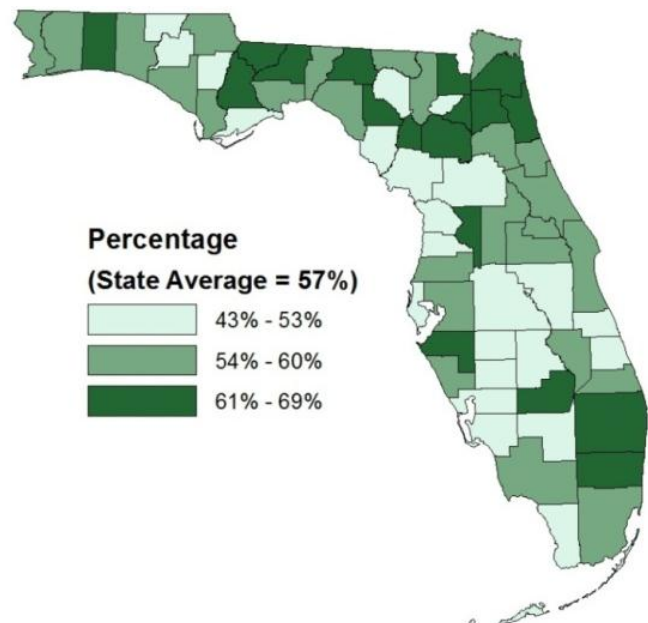 Percentage
(State Average = 57%)
43% - 53%
54% - 60%
61% - 69%